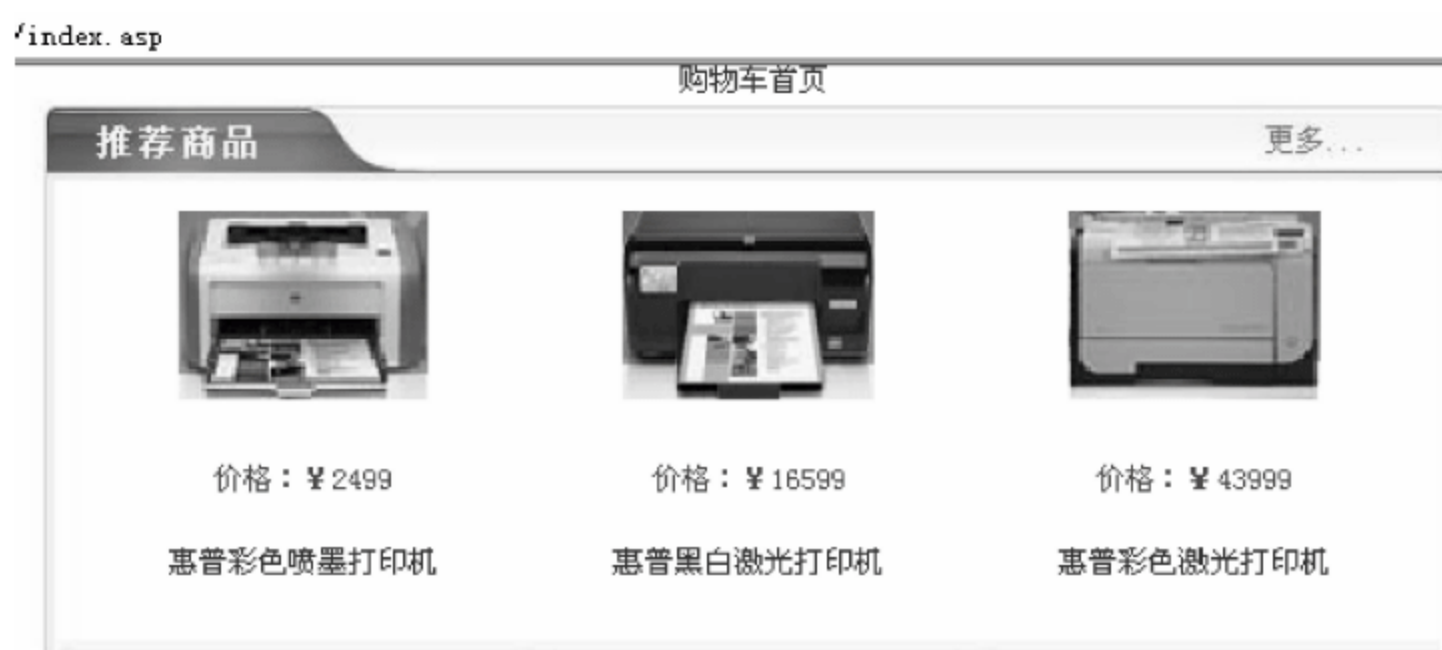 /index.asp
购物车首页
推荐商品
更多...
价格：¥2499
价格：¥16599
价格：¥43999
惠普彩色喷墨打印机
惠普黑白激光打印机
惠普彩色激光打印机